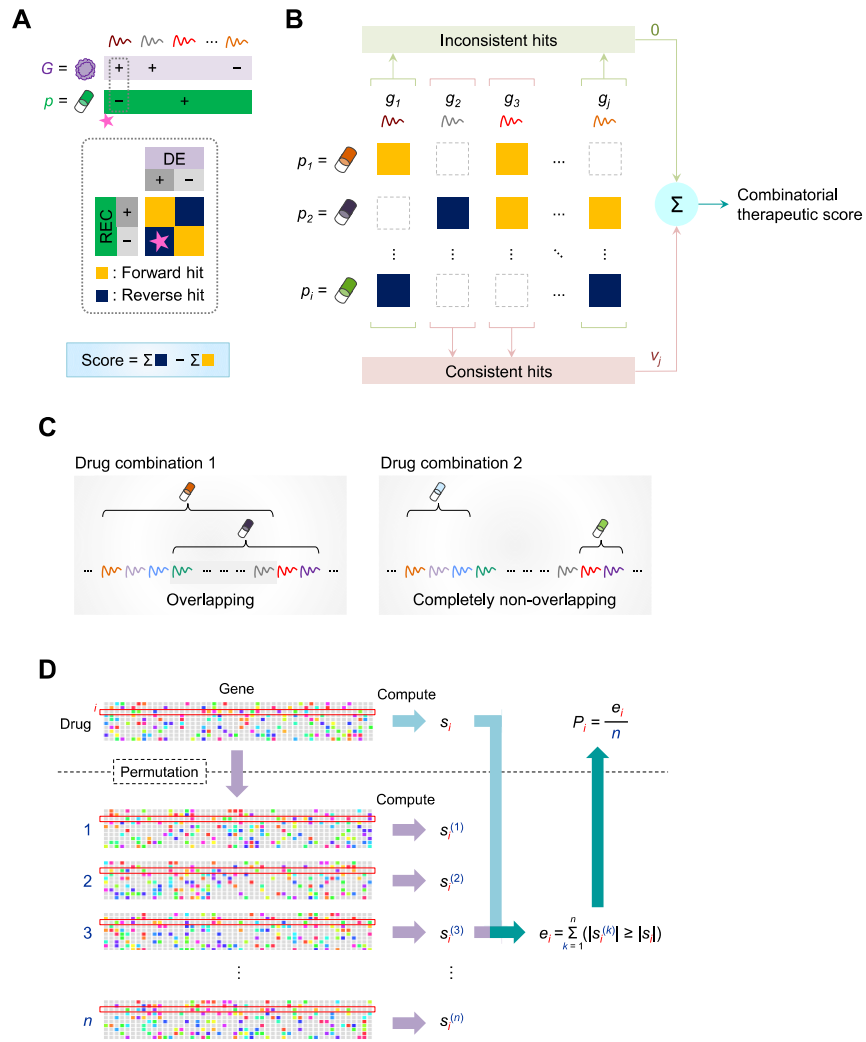 A
...
G =
+ + −
p =
− +
DE
+ −
REC
+
−
: Forward hit
: Reverse hit
Score = Σ − Σ
B
Inconsistent hits
0
g1 g2 g3 gj
p1 =
...
p2 =
...
⋮ ⋮ ⋱ ⋮
pi =
...
Σ
Combinatorial
therapeutic score
vj
Consistent hits
C
Drug combination 1
... ... ... ... ...
Overlapping
Drug combination 2
... ... ... ... ...
Completely non-overlapping
D
Gene
Compute
i
Drug
si
Pi = ei / n
Permutation
Compute
1
si(1)
2
si(2)
3
si(3)
ei = Σ k = 1 n (|si(k)| ≥ |si|)
⋮ ⋮
n
si(n)